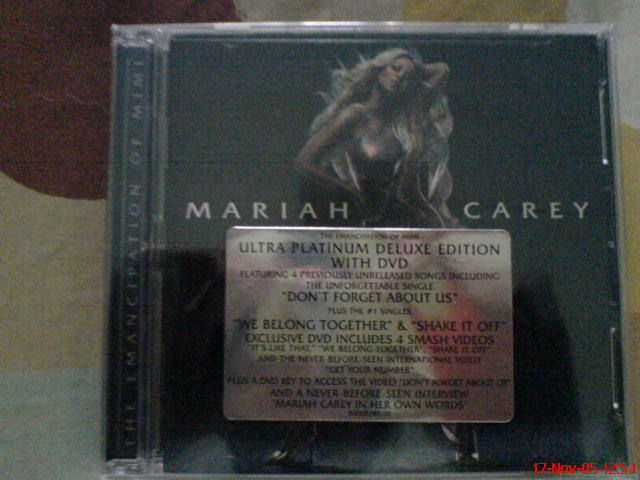 THE EMANCIPATION OF MIMI
MARIAH CAREY
THE EMANCIPATION OF MIMI
ULTRA PLATINUM DELUXE EDITION
WITH DVD
FEATURING 4 PREVIOUSLY UNRELEASED SONGS INCLUDING
THE UNFORGETTABLE SINGLE
"DON'T FORGET ABOUT US"
PLUS THE #1 SINGLES
"WE BELONG TOGETHER" & "SHAKE IT OFF"
EXCLUSIVE DVD INCLUDES 4 SMASH VIDEOS
"IT'S LIKE THAT," "WE BELONG TOGETHER", "SHAKE IT OFF"
AND THE NEVER-BEFORE-SEEN INTERNATIONAL VIDEO
"GET YOUR NUMBER"
PLUS A DVD KEY TO ACCESS THE VIDEO "DON'T FORGET ABOUT US"
AND A NEVER-BEFORE-SEEN INTERVIEW
"MARIAH CAREY IN HER OWN WORDS"
17-Nov-05,